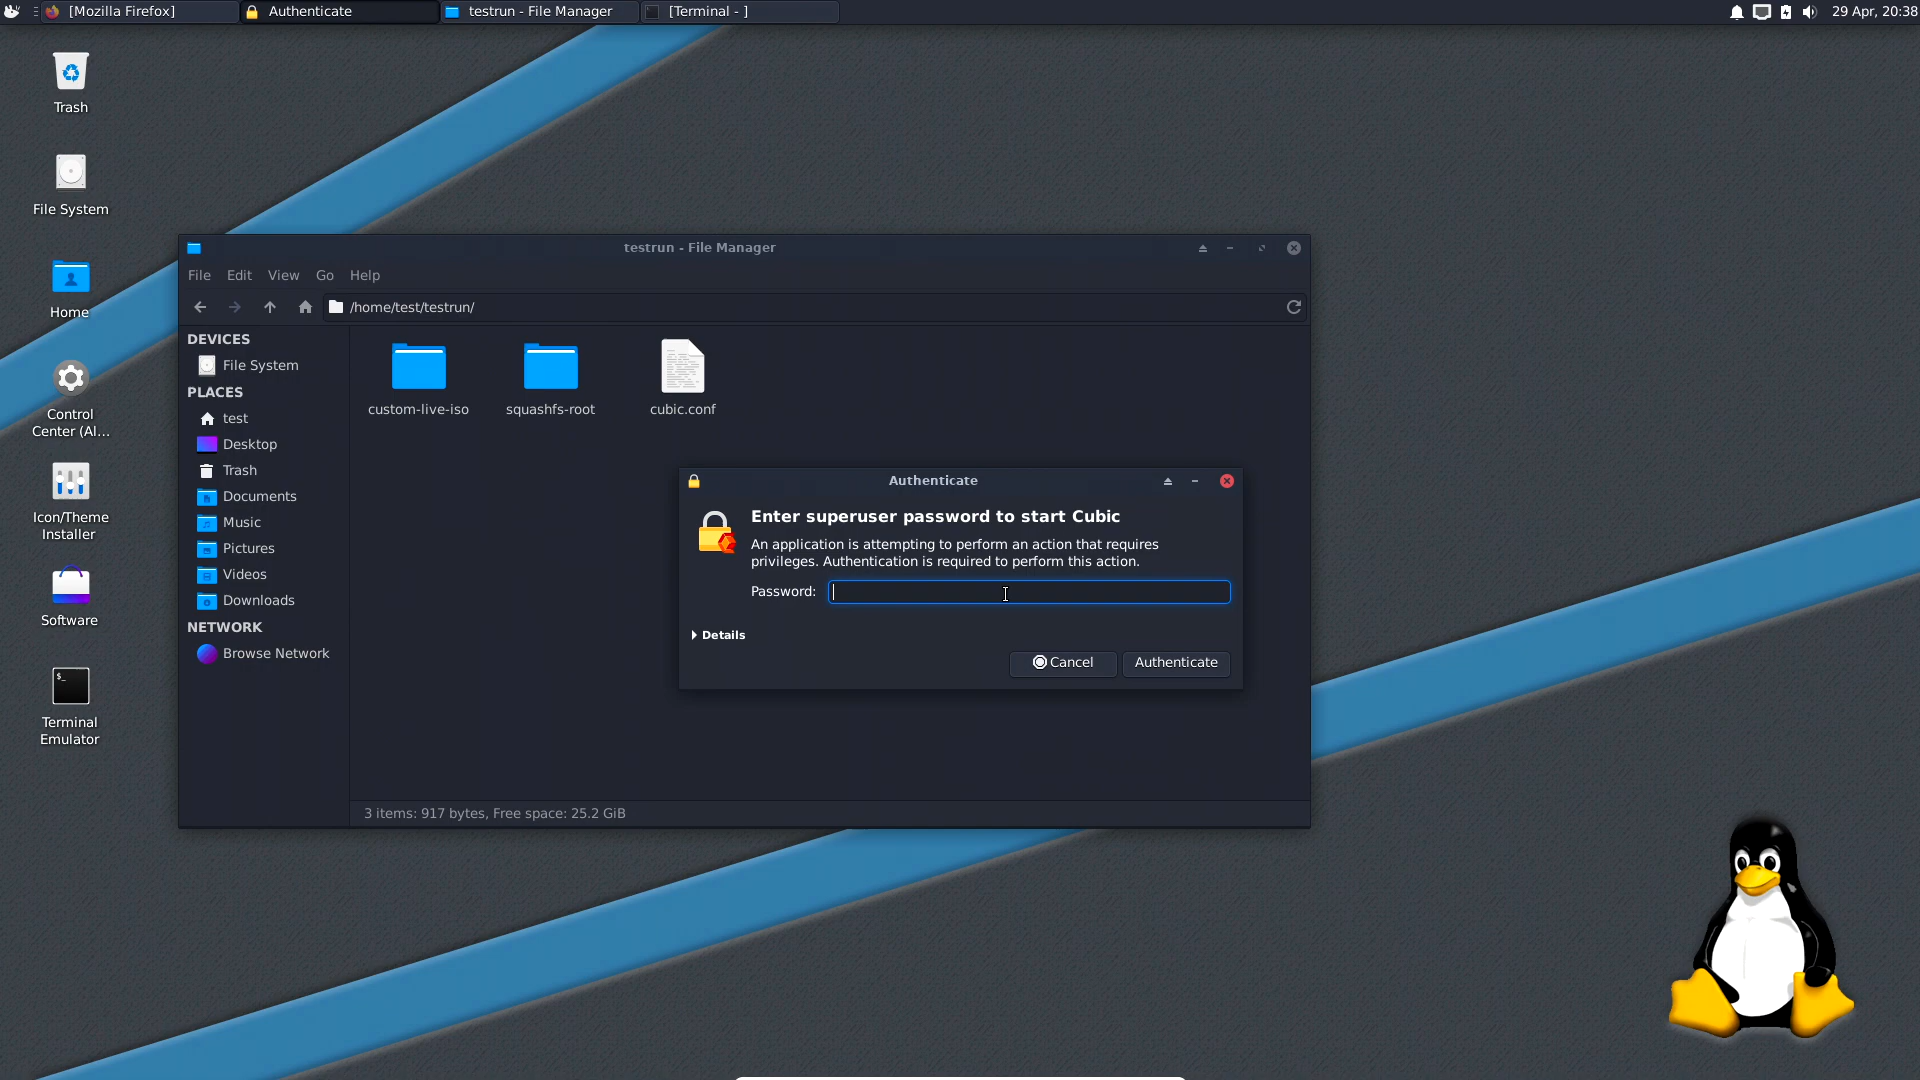 [Mozilla Firefox]
Authenticate
testrun - File Manager
[Terminal - ]
29 Apr, 20:38
Trash
File System
Home
Control
Center (Al...
Icon/Theme
Installer
Software
$_
Terminal
Emulator
testrun - File Manager
File Edit View Go Help
/home/test/testrun/
DEVICES
File System
PLACES
test
Desktop
Trash
Documents
Music
Pictures
Videos
Downloads
NETWORK
Browse Network
custom-live-iso
squashfs-root
cubic.conf
3 items: 917 bytes, Free space: 25.2 GiB
Authenticate
Enter superuser password to start Cubic
An application is attempting to perform an action that requires
privileges. Authentication is required to perform this action.
Password:
Details
Cancel
Authenticate